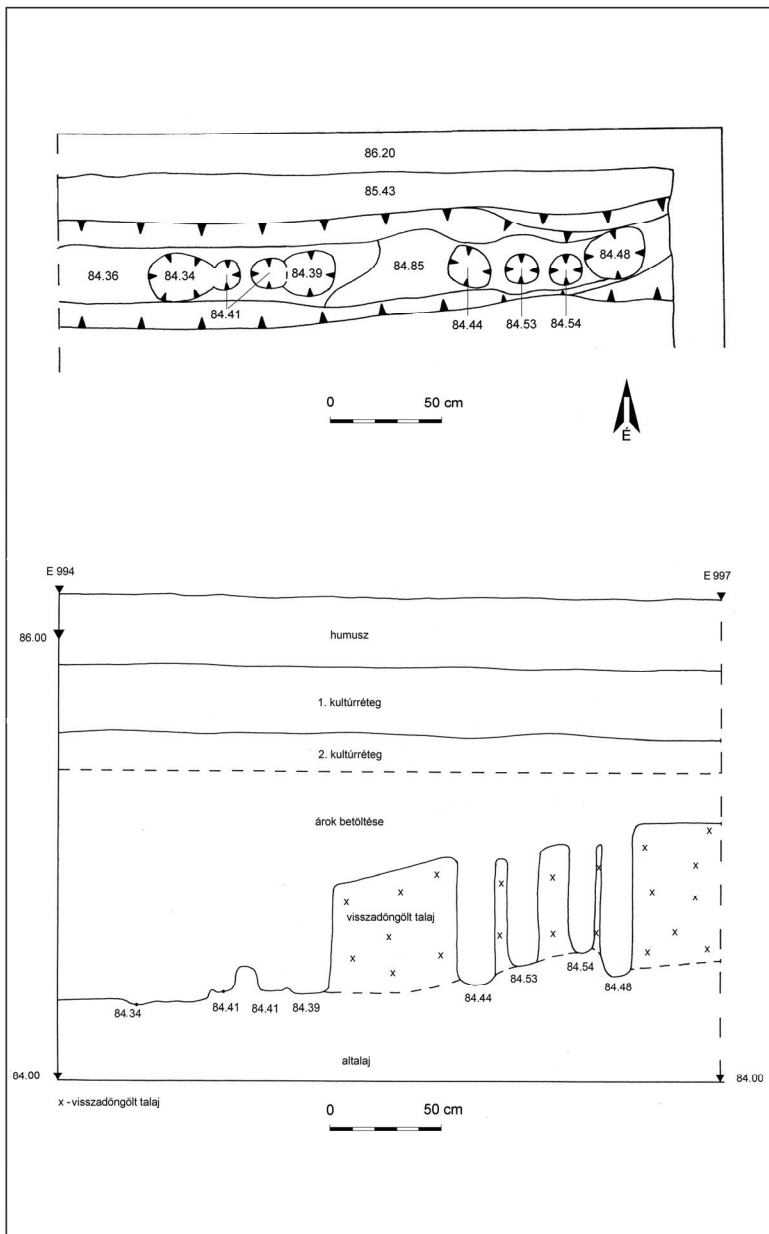 86.20
85.43
84.36
84.34
84.41
84.39
84.85
84.44
84.53
84.54
84.48
0 50 cm
É
E 994
E 997
86.00
humusz
1. kultúrréteg
2. kultúrréteg
árok betöltése
visszadöngölt talaj
84.34
84.41
84.41
84.39
84.44
84.53
84.54
84.48
altalaj
84.00
84.00
x - visszadöngölt talaj
0 50 cm